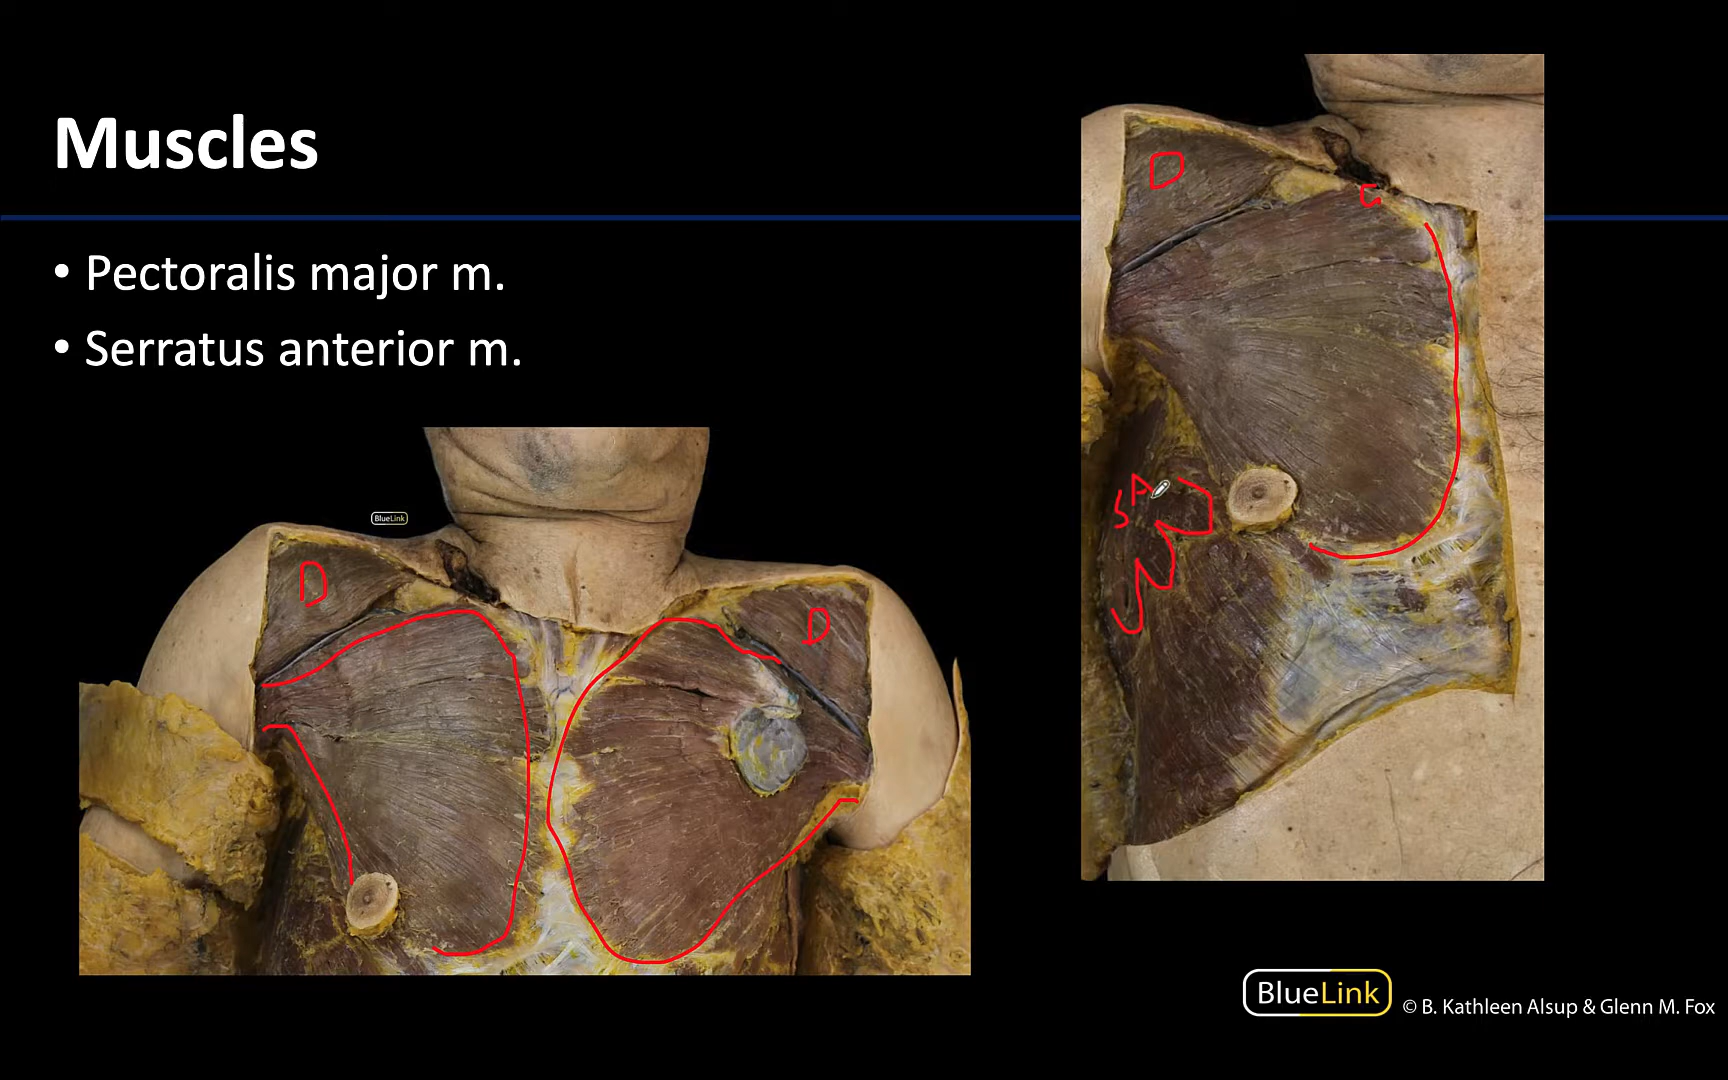 Muscles
• Pectoralis major m.
• Serratus anterior m.
D
C
SA
BlueLink
D
D
BlueLink
© B. Kathleen Alsup & Glenn M. Fox